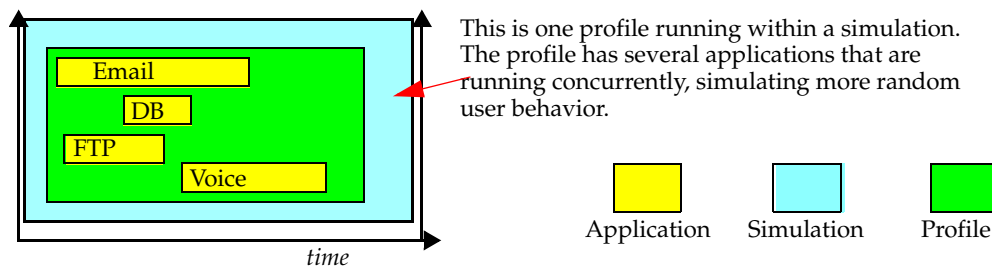 This is one profile running within a simulation.
The profile has several applications that are
running concurrently, simulating more random
user behavior.
Email
DB
FTP
Voice
time
Application
Simulation
Profile